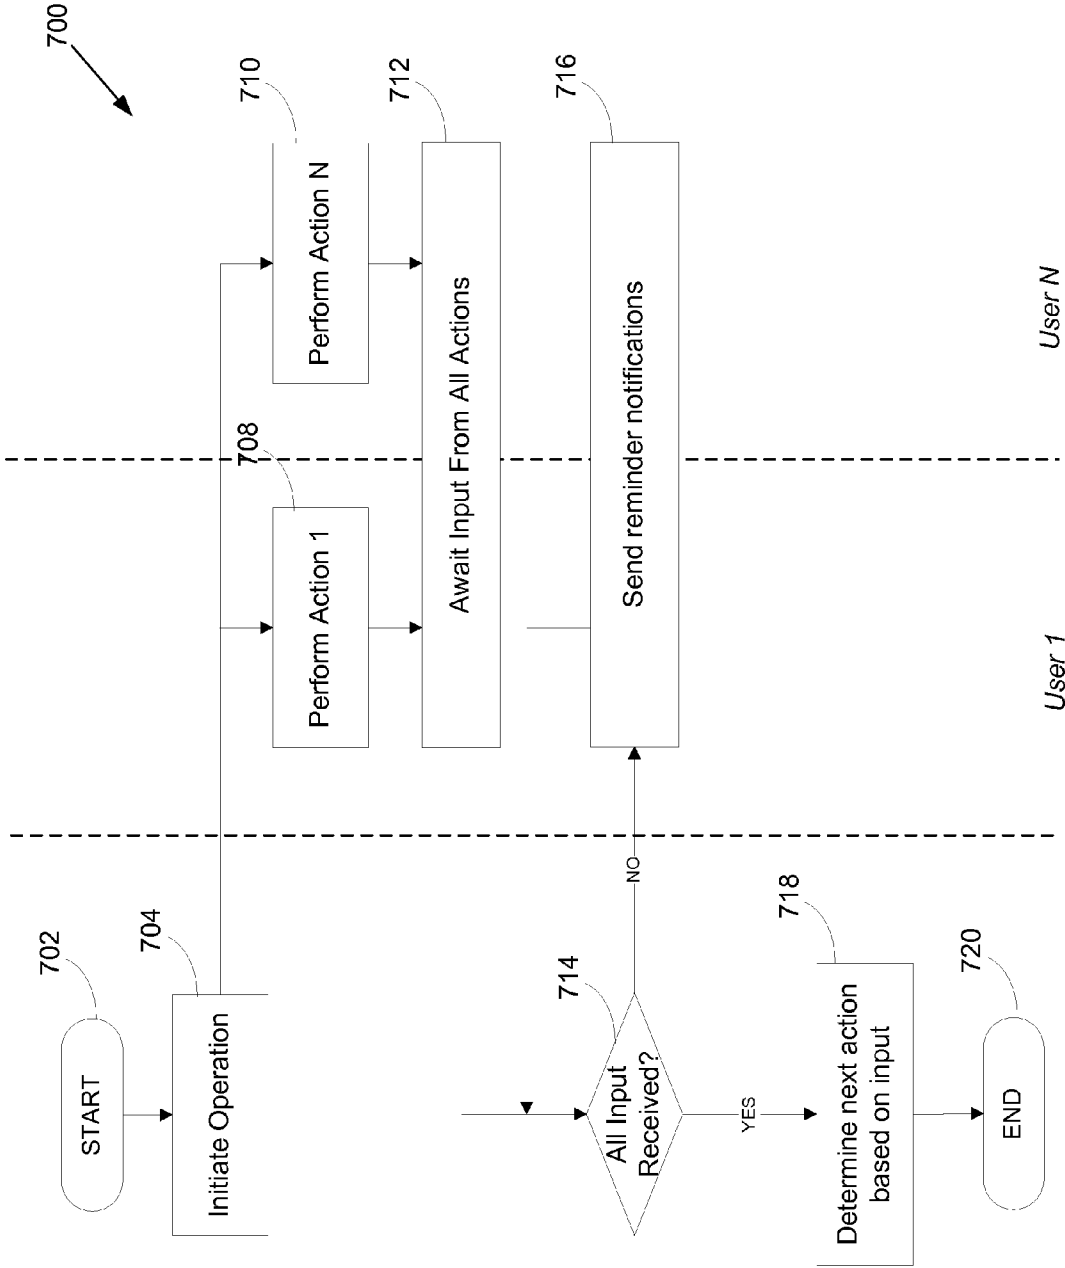 700
702
START
704
Initiate Operation
708
Perform Action 1
710
Perform Action N
712
Await Input From All Actions
714
All Input
Received?
NO
716
Send reminder notifications
YES
718
Determine next action
based on input
720
END
User 1
User N